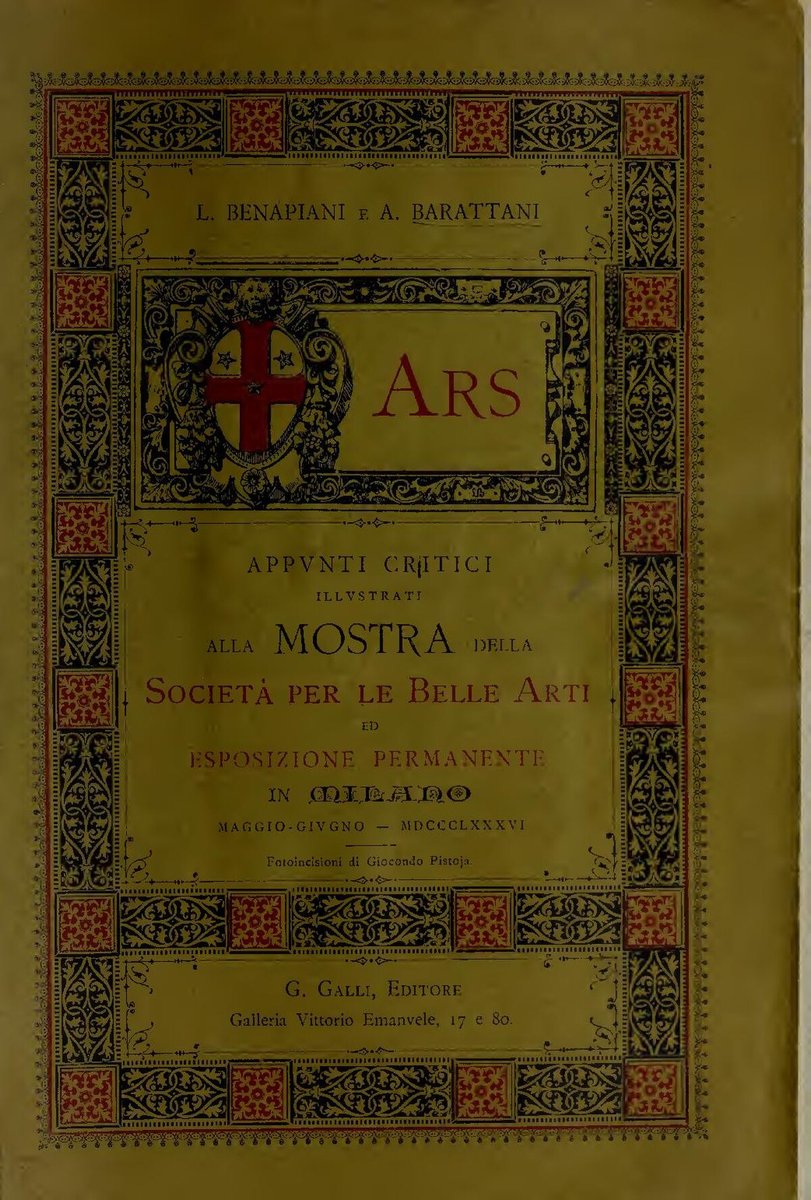 L. BENAPIANI E A. BARATTANI
ARS
APPVNTI CRITICI
ILLVSTRATI
ALLA MOSTRA DELLA
SOCIETÀ PER LE BELLE ARTI
ED
ESPOSIZIONE PERMANENTE
IN MILANO
MAGGIO-GIVGNO — MDCCCLXXXVI
Fotoincisioni di Giocondo Pistoja.
G. GALLI, EDITORE
Galleria Vittorio Emanvele, 17 e 80.